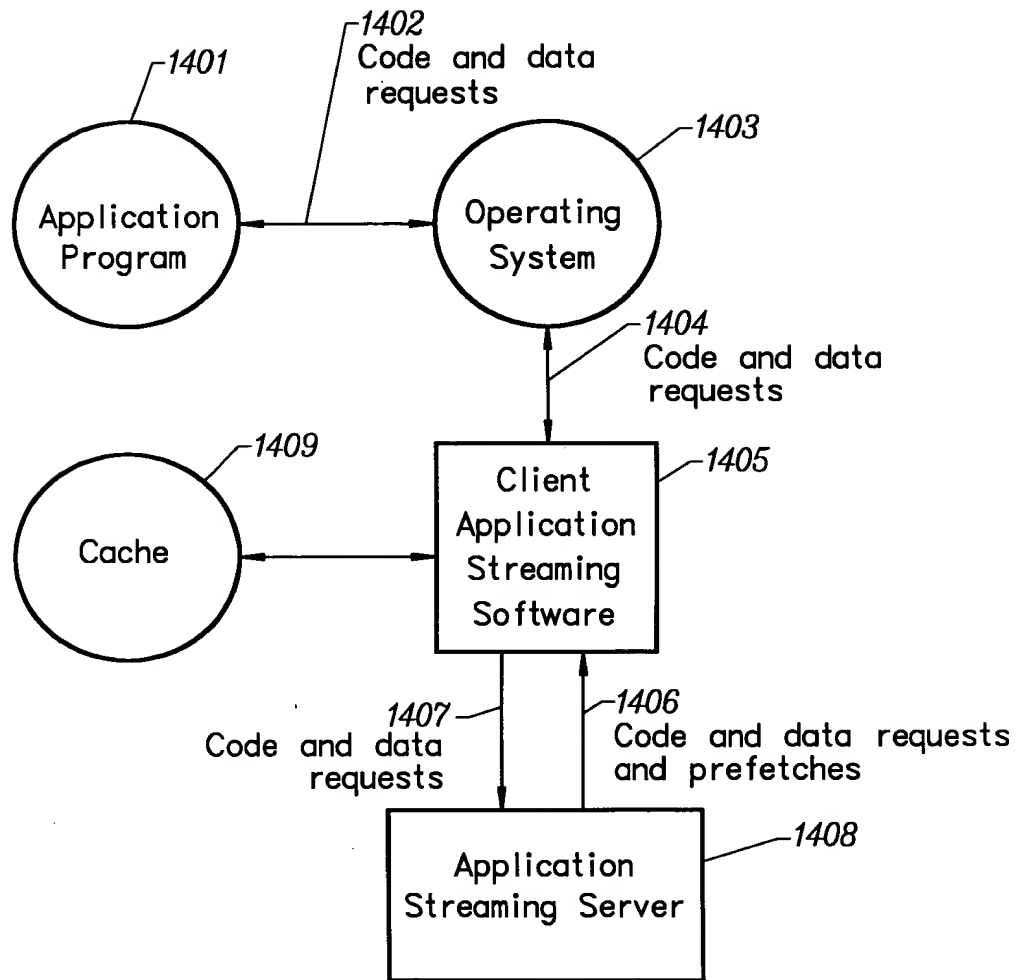 1402
Code and data
requests
1401
1403
Application
Program
Operating
System
1404
Code and data
requests
1409
1405
Cache
Client
Application
Streaming
Software
1407
Code and data
requests
1406
Code and data requests
and prefetches
1408
Application
Streaming Server